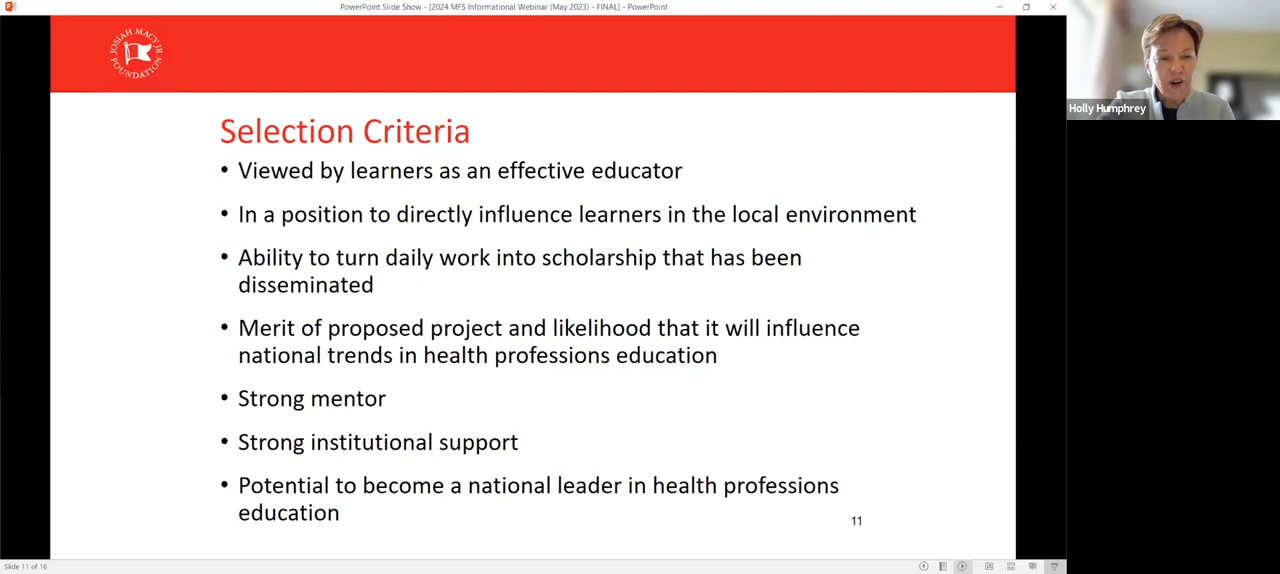 PowerPoint Slide Show - [2024 MFS Informational Webinar (May 2023) - FINAL] - PowerPoint
JOSIAH MACY JR
FOUNDATION
Holly Humphrey
Selection Criteria
• Viewed by learners as an effective educator
• In a position to directly influence learners in the local environment
• Ability to turn daily work into scholarship that has been
disseminated
• Merit of proposed project and likelihood that it will influence
national trends in health professions education
• Strong mentor
• Strong institutional support
• Potential to become a national leader in health professions
education
11
Slide 11 of 16